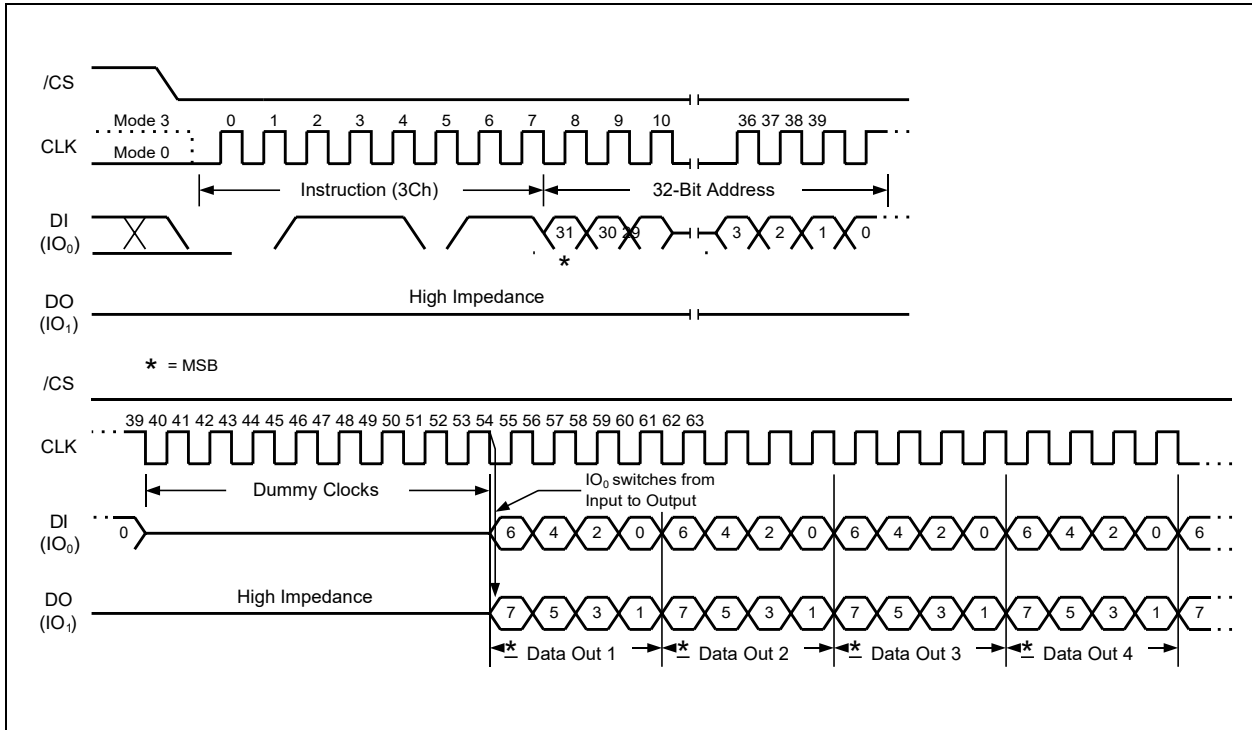 /CS
Mode 3 0 1 2 3 4 5 6 7 8 9 10 36 37 38 39
CLK
Mode 0
Instruction (3Ch) 32-Bit Address
DI
(IO₀)
31 30 29 3 2 1 0
*
High Impedance
DO
(IO₁)
* = MSB
/CS
39 40 41 42 43 44 45 46 47 48 49 50 51 52 53 54 55 56 57 58 59 60 61 62 63
CLK
Dummy Clocks
IO₀ switches from
Input to Output
DI
(IO₀)
0 6 4 2 0 6 4 2 0 6 4 2 0 6 4 2 0 6
High Impedance
DO
(IO₁)
7 5 3 1 7 5 3 1 7 5 3 1 7 5 3 1 7
* Data Out 1 * Data Out 2 * Data Out 3 * Data Out 4